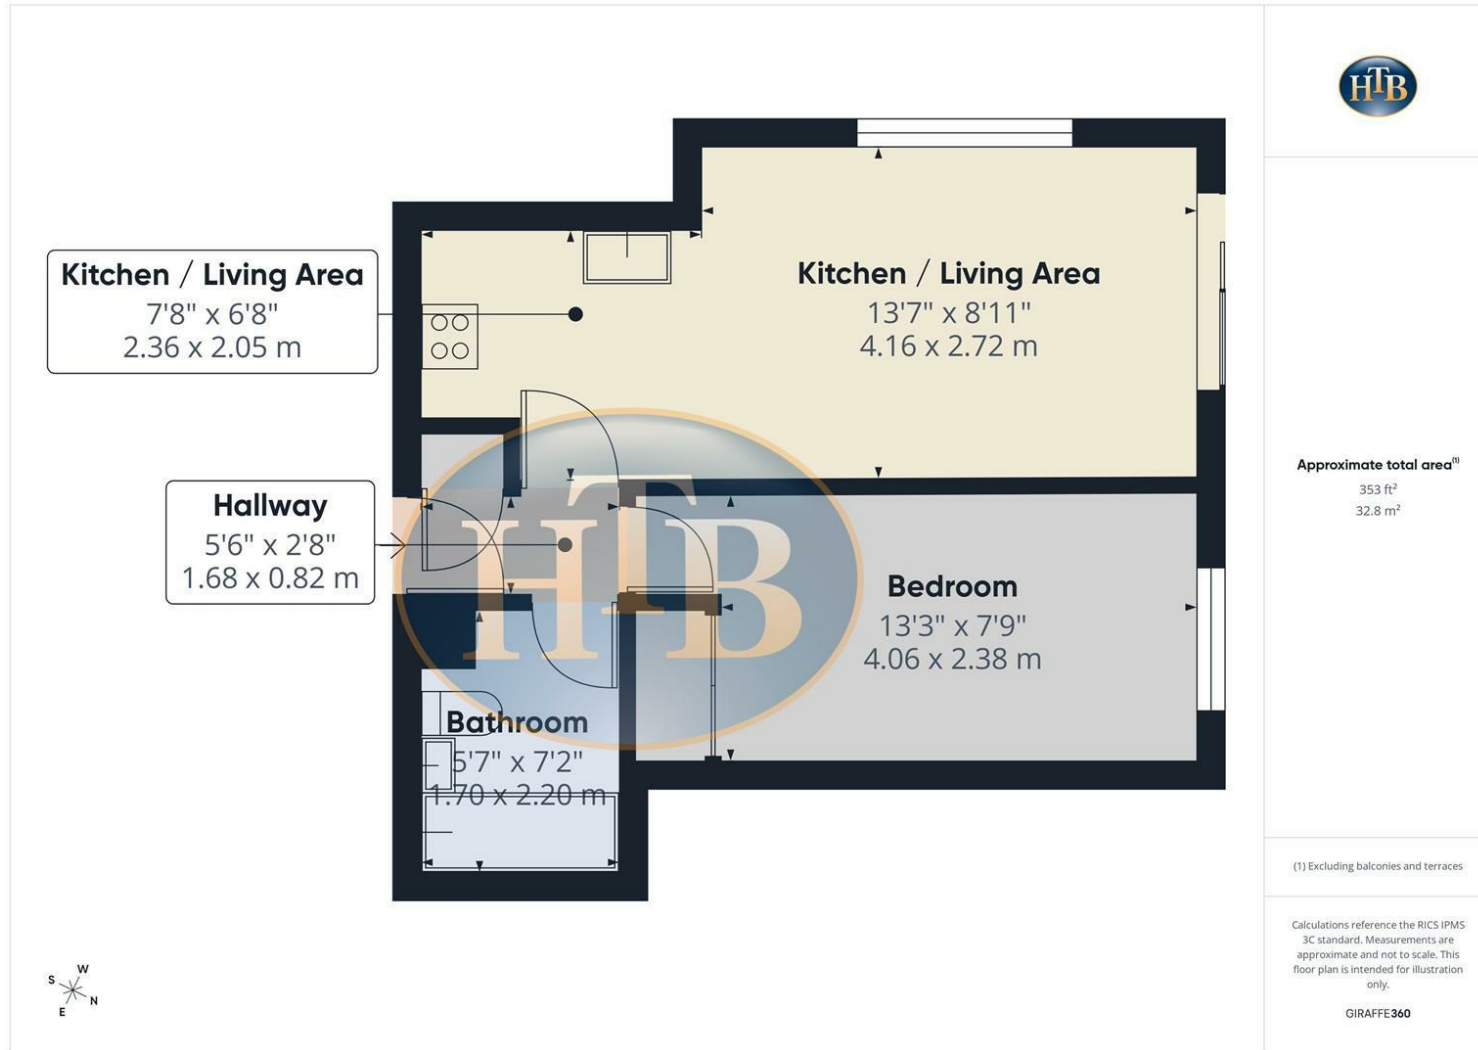 HTB
Kitchen / Living Area
7'8" x 6'8"
2.36 x 2.05 m
Kitchen / Living Area
13'7" x 8'11"
4.16 x 2.72 m
Hallway
5'6" x 2'8"
1.68 x 0.82 m
HTB
Bedroom
13'3" x 7'9"
4.06 x 2.38 m
Bathroom
5'7" x 7'2"
1.70 x 2.20 m
Approximate total area(1)
353 ft²
32.8 m²
(1) Excluding balconies and terraces
Calculations reference the RICS IPMS
3C standard. Measurements are
approximate and not to scale. This
floor plan is intended for illustration
only.
GIRAFFE360
W
S
N
E